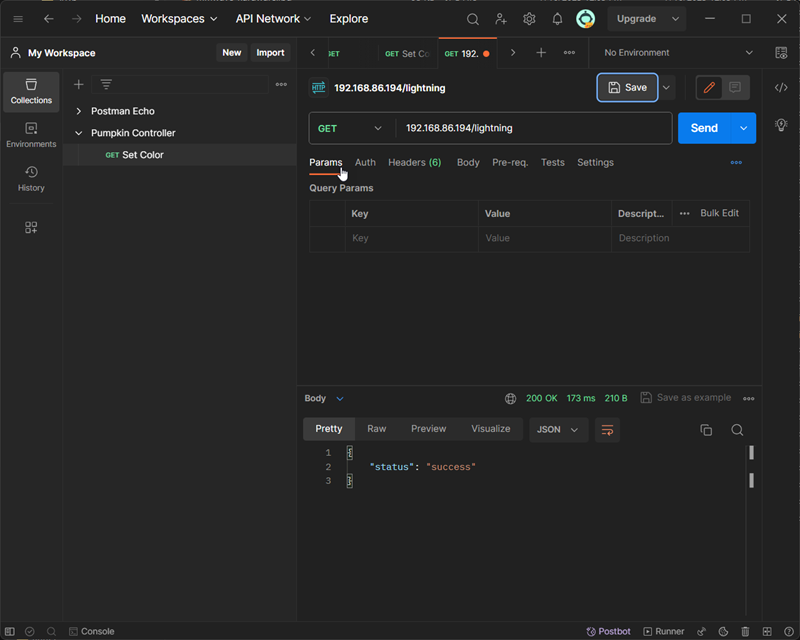 Home Workspaces API Network Explore Upgrade
My Workspace New Import GET GET Set Co GET 192. No Environment
Collections
Environments
History
Postman Echo
Pumpkin Controller
GET Set Color
HTTP 192.168.86.194/lightning Save
GET 192.168.86.194/lightning Send
Params Auth Headers (6) Body Pre-req. Tests Settings
Query Params
Key Value Descript... Bulk Edit
Key Value Description
Body 200 OK 173 ms 210 B Save as example
Pretty Raw Preview Visualize JSON
1 {
2 "status": "success"
3 }
Console Postbot Runner